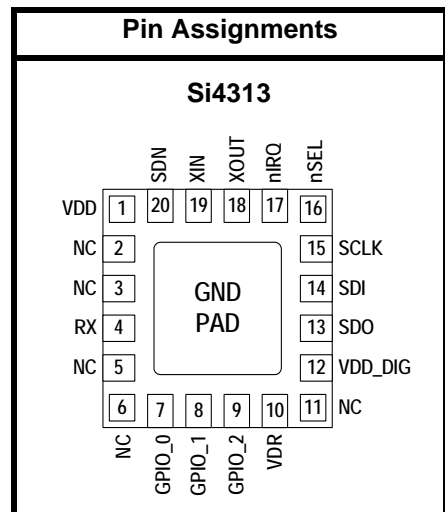 Pin Assignments
Si4313
SDN XIN XOUT nIRQ nSEL
VDD 1 20 19 18 17 16
NC 2 15 SCLK
NC 3 14 SDI
RX 4 13 SDO
NC 5 12 VDD_DIG
GND
PAD
6 7 8 9 10 11 NC
NC GPIO_0 GPIO_1 GPIO_2 VDR